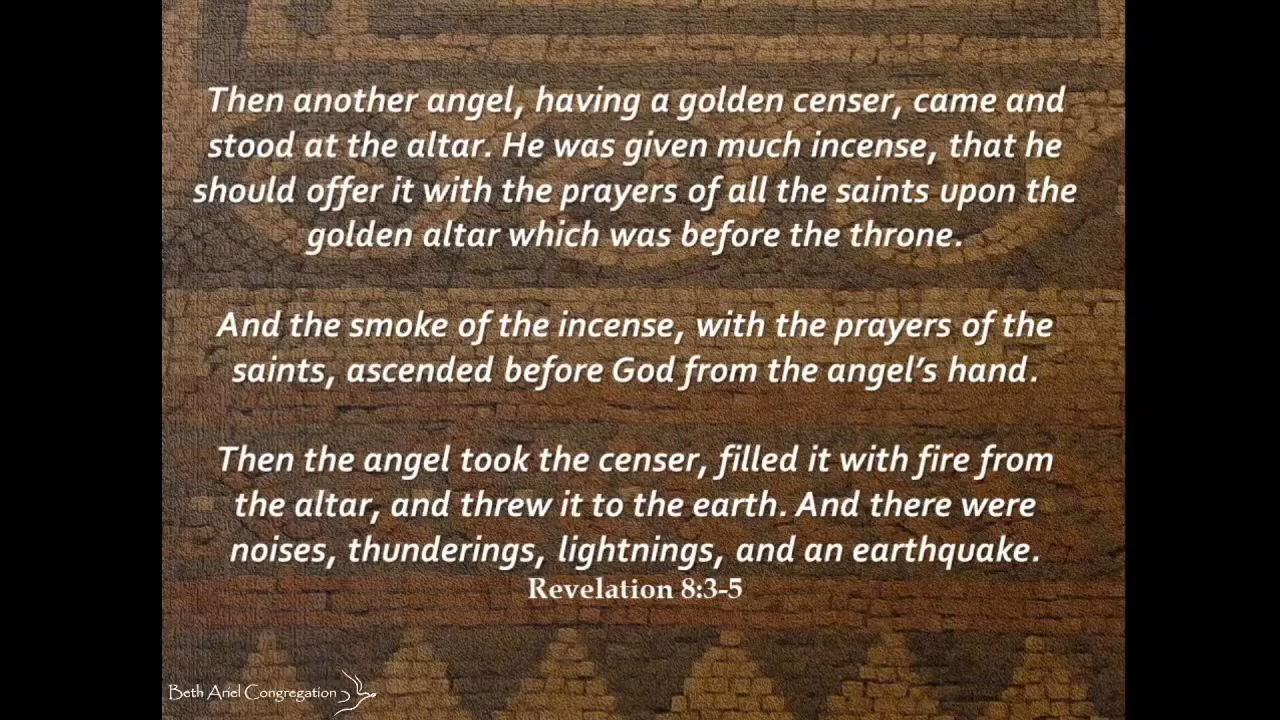 Then another angel, having a golden censer, came and
stood at the altar. He was given much incense, that he
should offer it with the prayers of all the saints upon the
golden altar which was before the throne.
And the smoke of the incense, with the prayers of the
saints, ascended before God from the angel’s hand.
Then the angel took the censer, filled it with fire from
the altar, and threw it to the earth. And there were
noises, thunderings, lightnings, and an earthquake.
Revelation 8:3-5
Beth Ariel Congregation